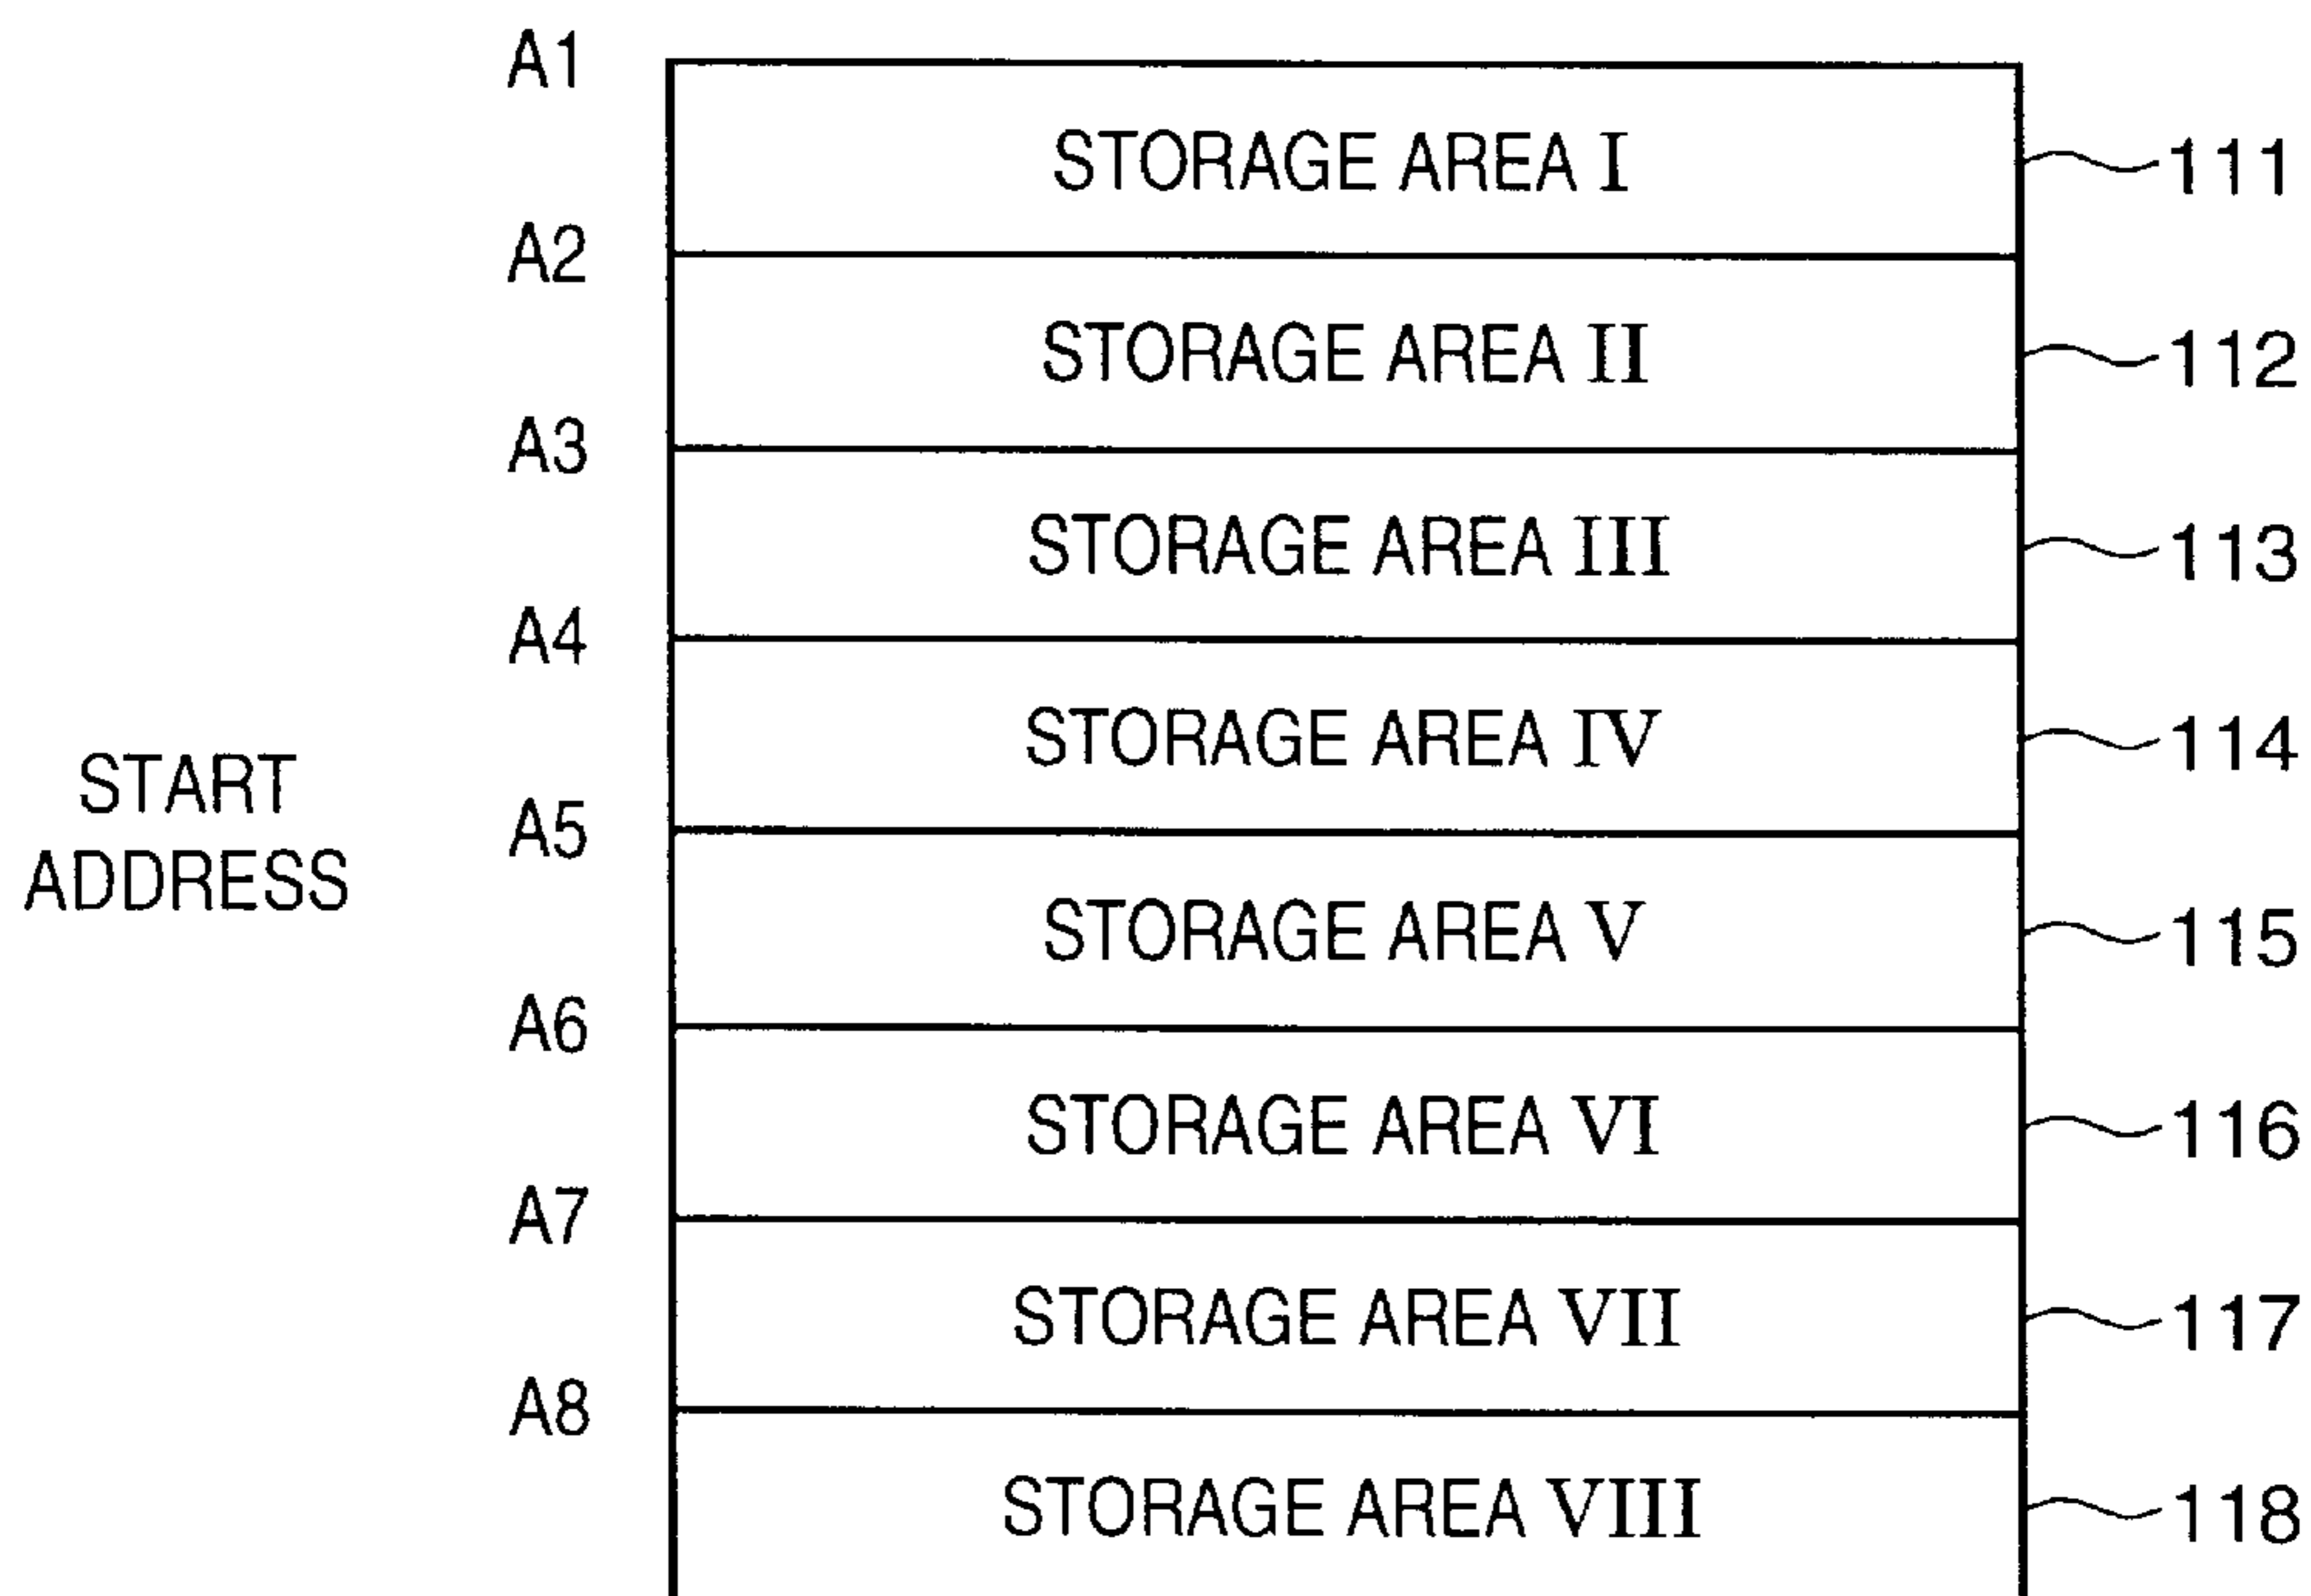 A1
STORAGE AREA I 111
A2
STORAGE AREA II 112
A3
STORAGE AREA III 113
A4
STORAGE AREA IV 114
START
ADDRESS
A5
STORAGE AREA V 115
A6
STORAGE AREA VI 116
A7
STORAGE AREA VII 117
A8
STORAGE AREA VIII 118